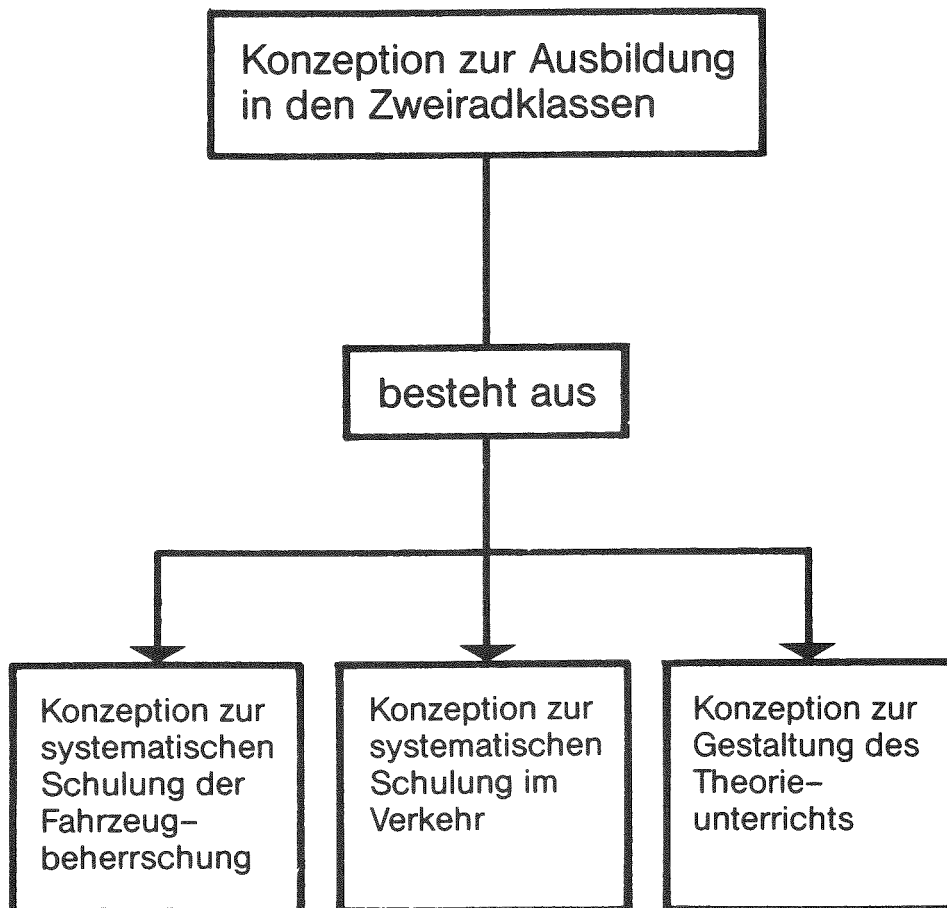 Konzeption zur Ausbildung
in den Zweiradklassen
besteht aus
Konzeption zur
systematischen
Schulung der
Fahrzeug-
beherrschung
Konzeption zur
systematischen
Schulung im
Verkehr
Konzeption zur
Gestaltung des
Theorie-
unterrichts